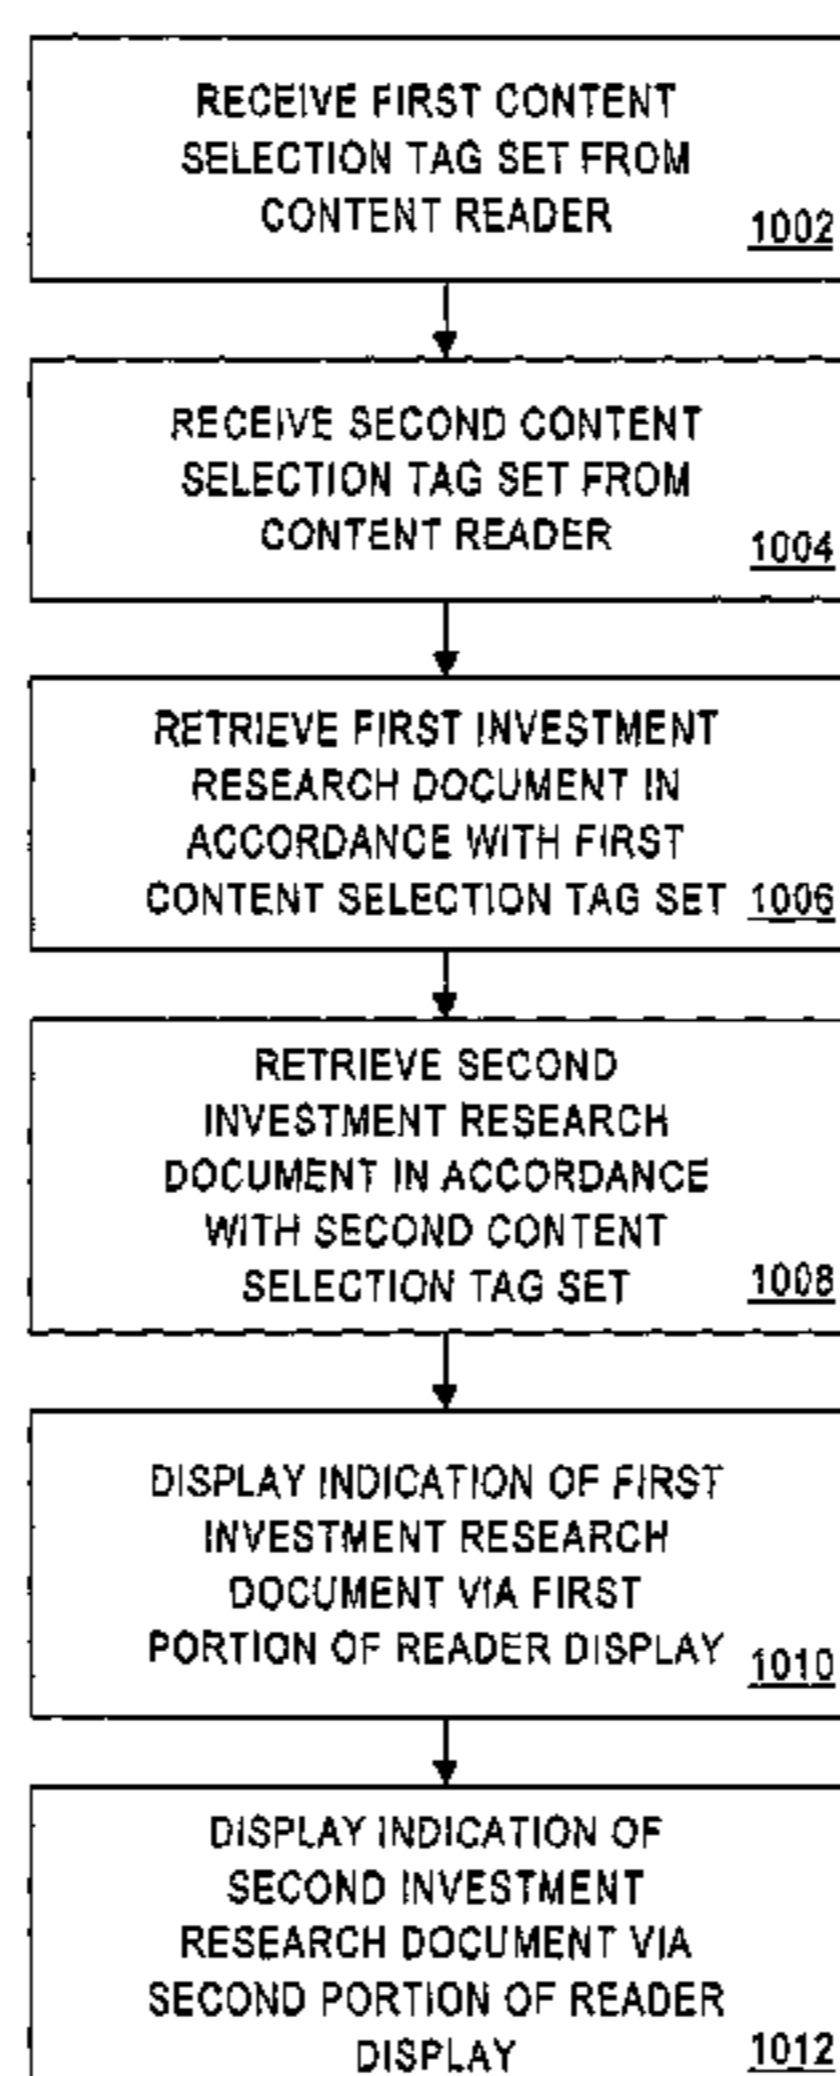 RECEIVE FIRST CONTENT
SELECTION TAG SET FROM
CONTENT READER
1002
RECEIVE SECOND CONTENT
SELECTION TAG SET FROM
CONTENT READER
1004
RETRIEVE FIRST INVESTMENT
RESEARCH DOCUMENT IN
ACCORDANCE WITH FIRST
CONTENT SELECTION TAG SET 1006
RETRIEVE SECOND
INVESTMENT RESEARCH
DOCUMENT IN ACCORDANCE
WITH SECOND CONTENT
SELECTION TAG SET 1008
DISPLAY INDICATION OF FIRST
INVESTMENT RESEARCH
DOCUMENT VIA FIRST
PORTION OF READER DISPLAY 1010
DISPLAY INDICATION OF
SECOND INVESTMENT
RESEARCH DOCUMENT VIA
SECOND PORTION OF READER
DISPLAY 1012